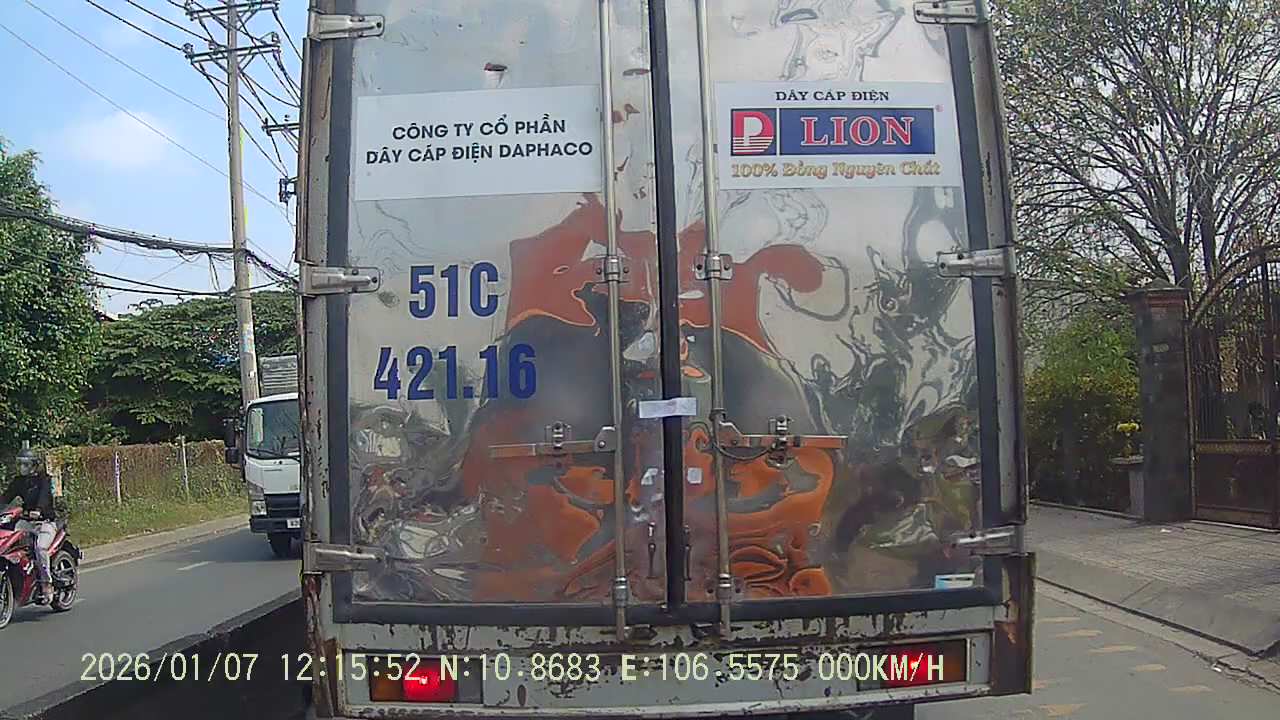 CÔNG TY CỔ PHẦN
DÂY CÁP ĐIỆN DAPHACO
DÂY CÁP ĐIỆN
LION
100% Đồng Nguyên Chất
51C
421.16
2026/01/07 12:15:52 N:10.8683 E:106.5575 000KM/H